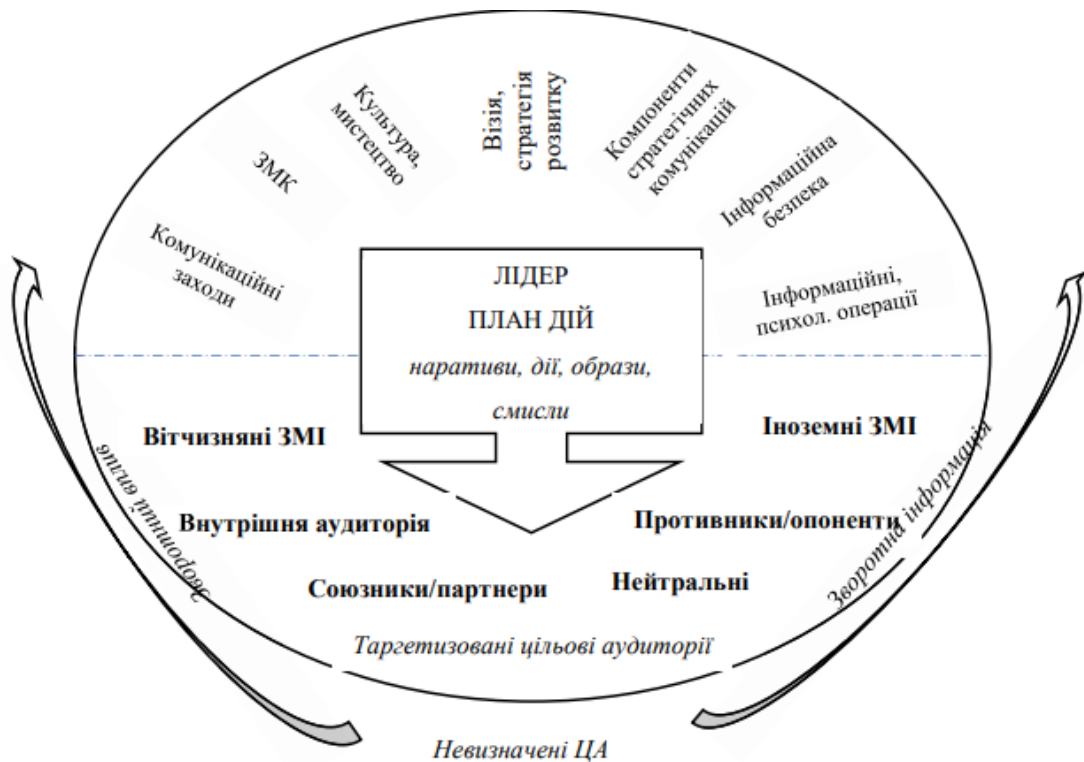 Комунікаційні
заходи
ЗМК
Культура,
мистецтво
Візія,
стратегія
розвитку
Компоненти
стратегічних
комунікацій
Інформаційна
безпека
Інформаційні,
психол. операції
ЛІДЕР
ПЛАН ДІЙ
наративи, дії, образи,
смисли
Вітчизняні ЗМІ
Іноземні ЗМІ
Зворотний вплив
Зворотна інформація
Внутрішня аудиторія
Противники/опоненти
Союзники/партнери
Нейтральні
Таргетизовані цільові аудиторії
Невизначені ЦА